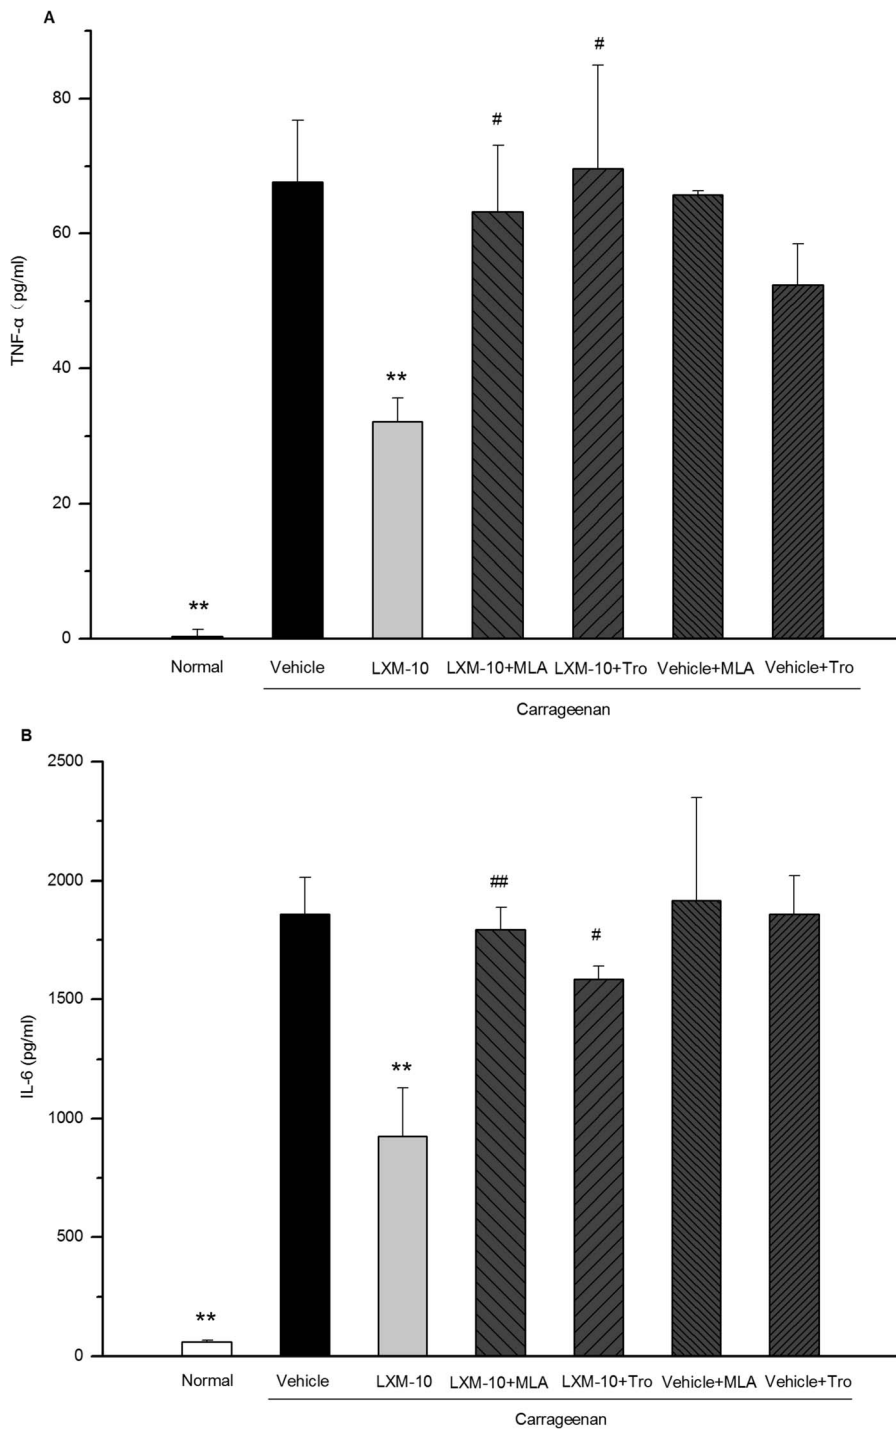 A
#
#
80
60
TNF-α（pg/ml)
40
**
20
**
0
Normal Vehicle LXM-10 LXM-10+MLA LXM-10+Tro Vehicle+MLA Vehicle+Tro
Carrageenan
B
2500
2000
##
#
1500
IL-6 (pg/ml)
**
1000
500
**
0
Normal Vehicle LXM-10 LXM-10+MLA LXM-10+Tro Vehicle+MLA Vehicle+Tro
Carrageenan